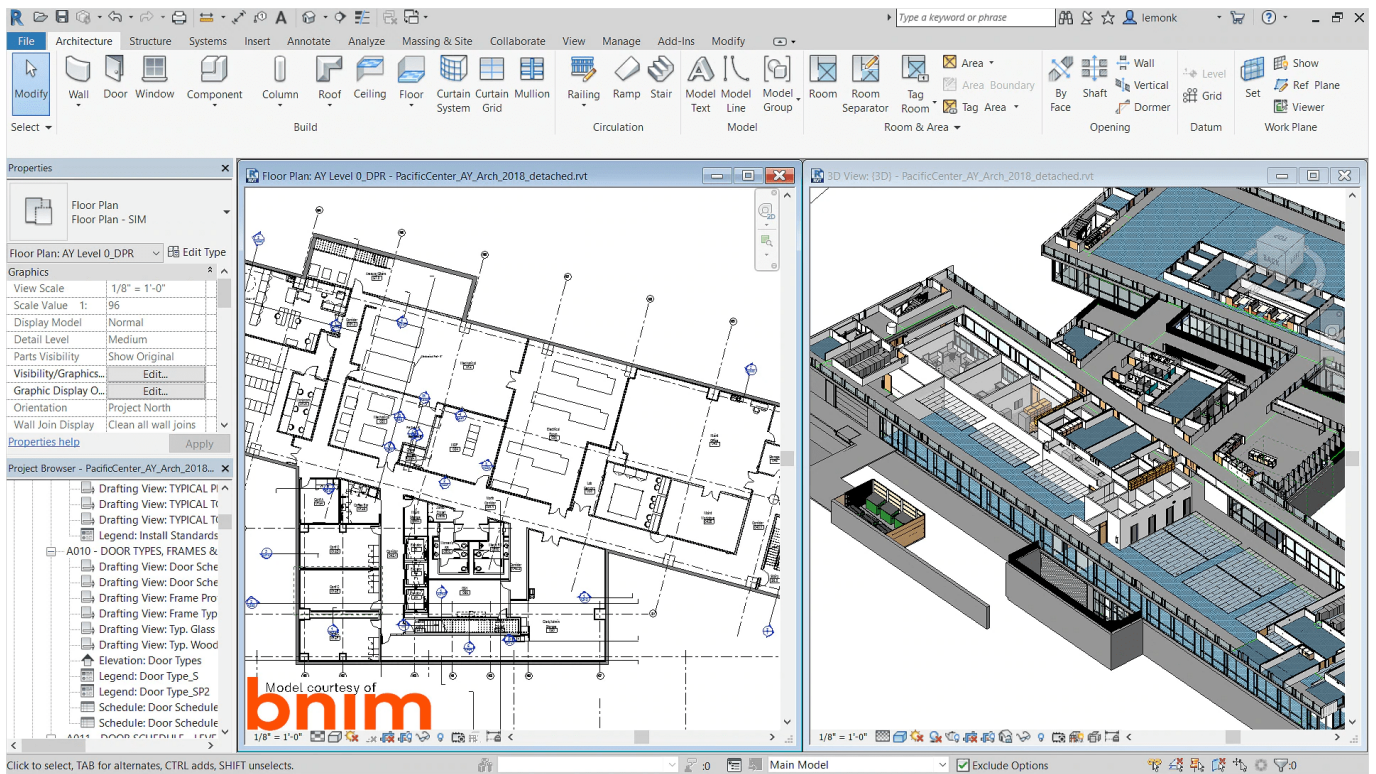 Type a keyword or phrase
lemonk
File Architecture Structure Systems Insert Annotate Analyze Massing & Site Collaborate View Manage Add-Ins Modify
Modify Wall Door Window Component Column Roof Ceiling Floor Curtain System Curtain Grid Mullion Railing Ramp Stair Model Text Model Line Model Group Room Room Separator Tag Room Area Area Boundary Tag Area By Face Shaft Wall Vertical Dormer Level Grid Set Show Ref Plane Viewer
Select Build Circulation Model Room & Area Opening Datum Work Plane
Properties
Floor Plan
Floor Plan - SIM
Floor Plan: AY Level 0_DPR Edit Type
Graphics
View Scale 1/8" = 1'-0"
Scale Value 1: 96
Display Model Normal
Detail Level Medium
Parts Visibility Show Original
Visibility/Graphics... Edit...
Graphic Display O... Edit...
Orientation Project North
Wall Join Display Clean all wall joins
Properties help Apply
Project Browser - PacificCenter_AY_Arch_2018...
Drafting View: TYPICAL
Drafting View: TYPICAL
Drafting View: TYPICAL
Legend: Install Standards
A010 - DOOR TYPES, FRAMES &
Drafting View: Door Sche
Drafting View: Door Sche
Drafting View: Frame Pro
Drafting View: Frame Typ
Drafting View: Typ. Glass
Drafting View: Typ. Wood
Elevation: Door Types
Legend: Door Type_S
Legend: Door Type_SP2
Schedule: Door Schedule
Schedule: Door Schedule
Floor Plan: AY Level 0_DPR - PacificCenter_AY_Arch_2018_detached.rvt
Model courtesy of
bnim
1/8" = 1'-0"
3D View: {3D} - PacificCenter_AY_Arch_2018_detached.rvt
1/8" = 1'-0"
Click to select, TAB for alternates, CTRL adds, SHIFT unselects.
:0
Main Model
Exclude Options
:0